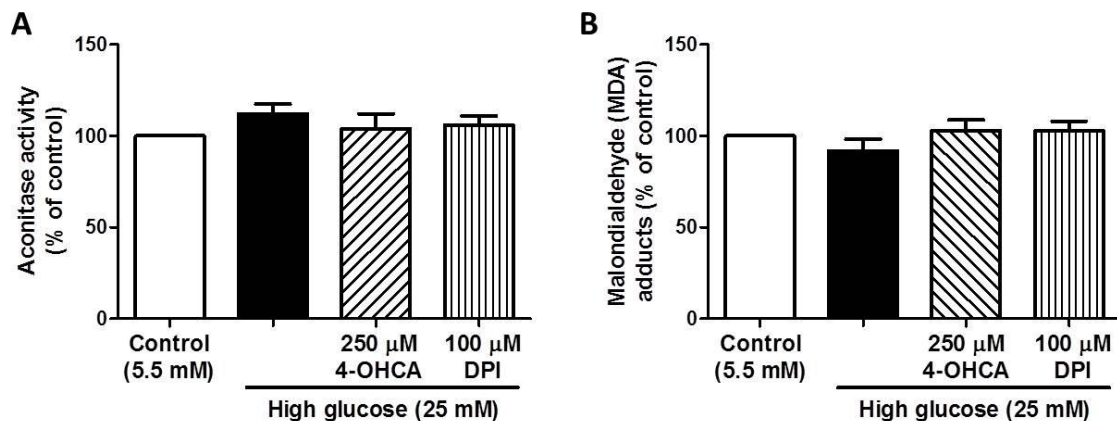 A
Aconitase activity
(% of control)
150
100
50
0
Control
(5.5 mM)
250 μM
4-OHCA
100 μM
DPI
High glucose (25 mM)
B
Malondialdehyde (MDA)
adducts (% of control)
150
100
50
0
Control
(5.5 mM)
250 μM
4-OHCA
100 μM
DPI
High glucose (25 mM)